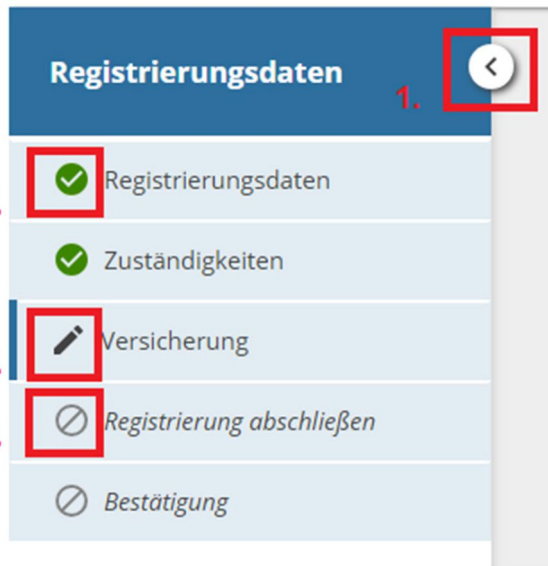 Registrierungsdaten
1.
Registrierungsdaten
Zuständigkeiten
Versicherung
Registrierung abschließen
Bestätigung